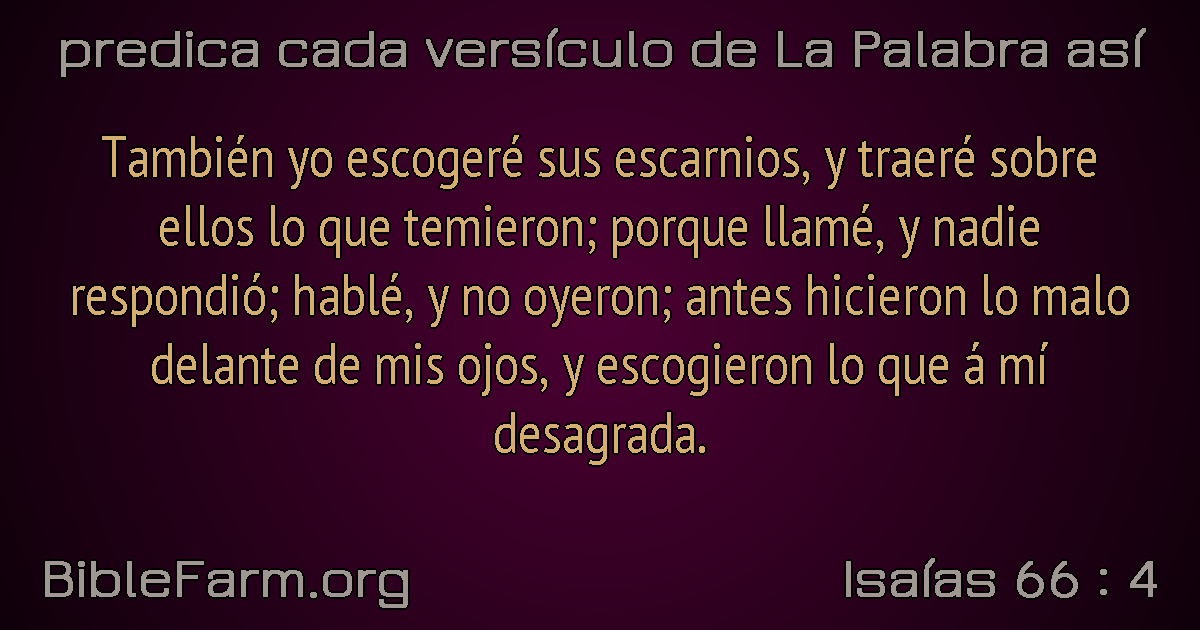 predica cada versículo de La Palabra así
También yo escogeré sus escarnios, y traeré sobre
ellos lo que temieron; porque llamé, y nadie
respondió; hablé, y no oyeron; antes hicieron lo malo
delante de mis ojos, y escogieron lo que á mí
desagrada.
BibleFarm.org
Isaías 66 : 4